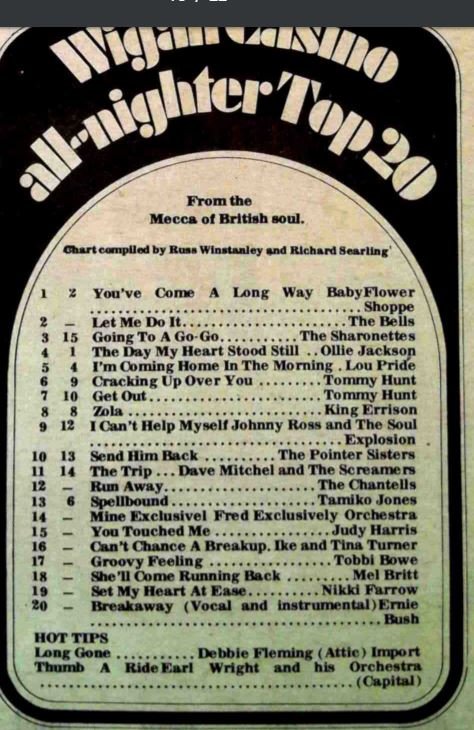 Wigan Casino
all-nighter Top 20
From the
Mecca of British soul.
Chart compiled by Russ Winstanley and Richard Searling'
1 2 You've Come A Long Way BabyFlower
..........Shoppe
2 – Let Me Do It..........The Bells
3 15 Going To A Go-Go..........The Sharonettes
4 1 The Day My Heart Stood Still ..Ollie Jackson
5 4 I'm Coming Home In The Morning . Lou Pride
6 9 Cracking Up Over You .........Tommy Hunt
7 10 Get Out..........Tommy Hunt
8 8 Zola ..........King Errison
9 12 I Can't Help Myself Johnny Ross and The Soul
..........Explosion
10 13 Send Him Back ..........The Pointer Sisters
11 14 The Trip ... Dave Mitchel and The Screamers
12 – Run Away..........The Chantells
13 6 Spellbound..........Tamiko Jones
14 – Mine Exclusivel Fred Exclusively Orchestra
15 – You Touched Me ..........Judy Harris
16 – Can't Chance A Breakup. Ike and Tina Turner
17 – Groovy Feeling ..........Tobbi Bowe
18 – She'll Come Running Back .........Mel Britt
19 – Set My Heart At Ease..........Nikki Farrow
20 – Breakaway (Vocal and instrumental)Ernie
..........Bush
HOT TIPS
Long Gone ..........Debbie Fleming (Attic) Import
Thumb A Ride Earl Wright and his Orchestra
..........(Capital)